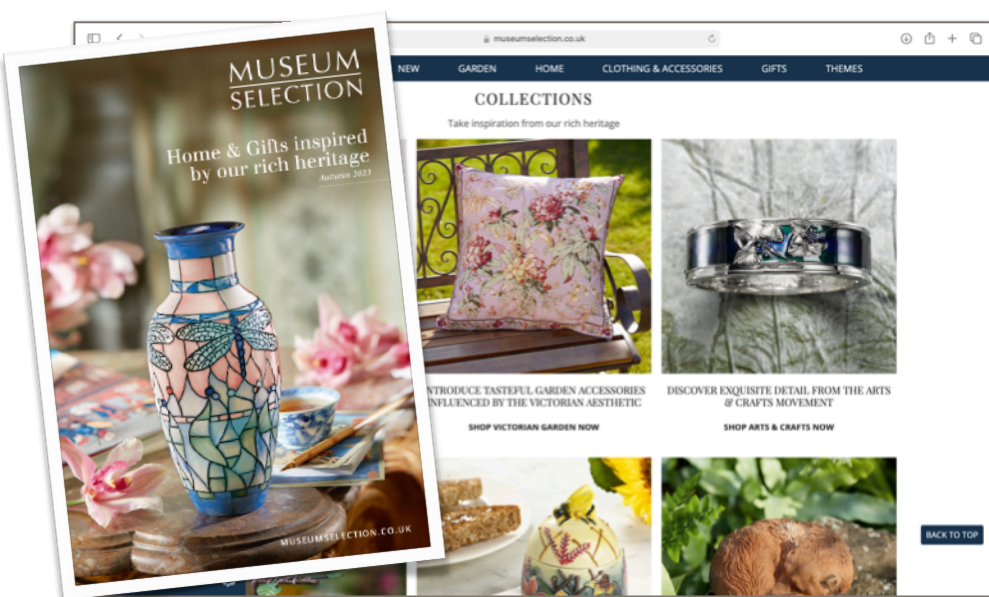 MUSEUM
SELECTION
Home & Gifts inspired
by our rich heritage
Autumn 2023
MUSEUMSELECTION.CO.UK
museumselection.co.uk
NEW GARDEN HOME CLOTHING & ACCESSORIES GIFTS THEMES
COLLECTIONS
Take inspiration from our rich heritage
NTRODUCE TASTEFUL GARDEN ACCESSORIES
NFLUENCED BY THE VICTORIAN AESTHETIC
SHOP VICTORIAN GARDEN NOW
DISCOVER EXQUISITE DETAIL FROM THE ARTS
& CRAFTS MOVEMENT
SHOP ARTS & CRAFTS NOW
BACK TO TOP